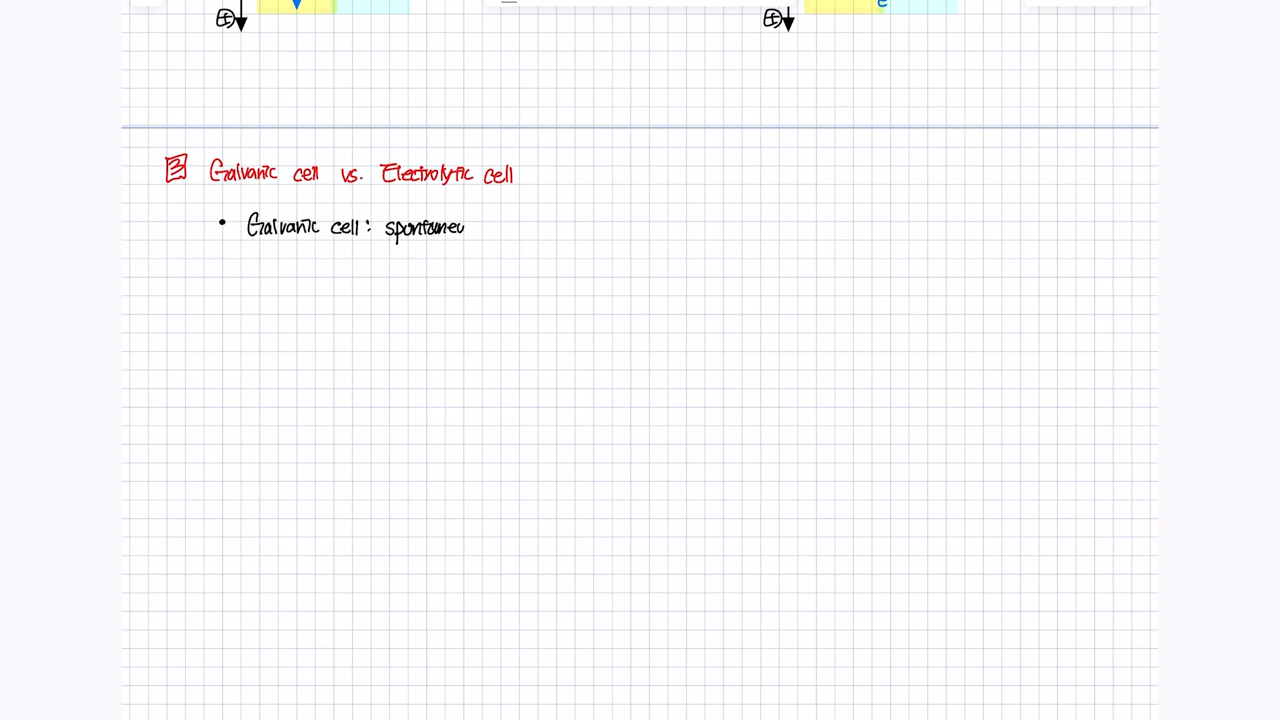 ⊕ ⊕
3 Galvanic cell vs. Electrolytic cell
• Galvanic cell: spontaneo